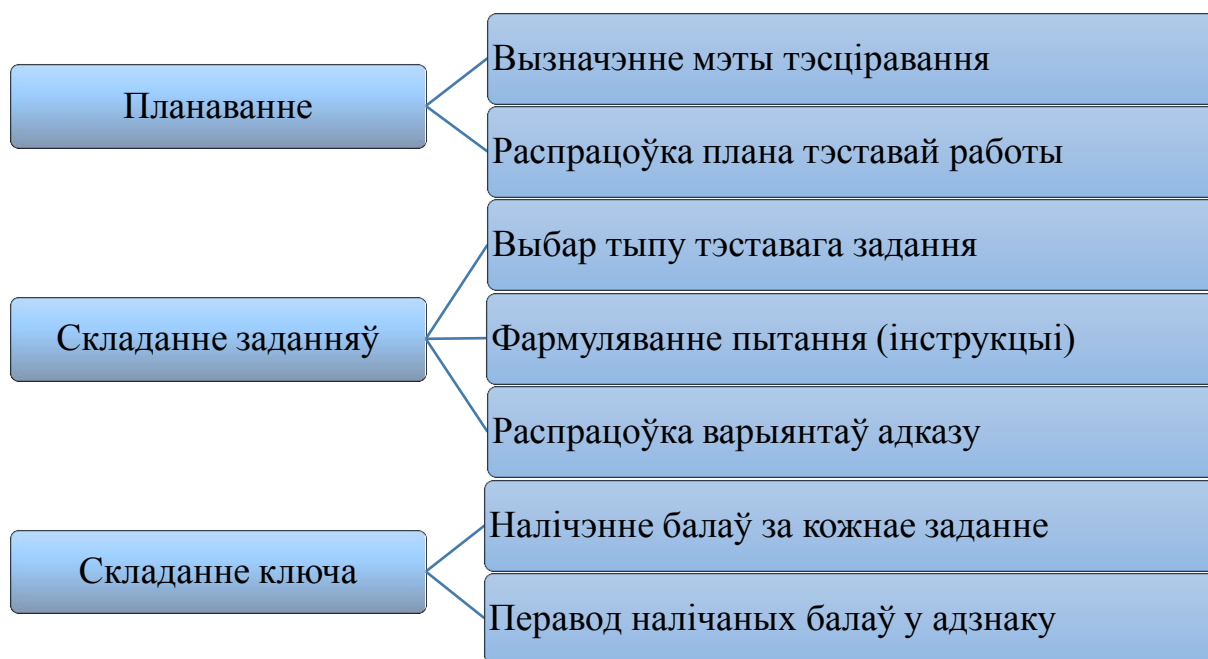 Планаванне
Вызначэнне мэты тэсціравання
Распрацоўка плана тэставай работы
Складанне заданняў
Выбар тыпу тэставага задання
Фармуляванне пытання (інструкцыі)
Распрацоўка варыянтаў адказу
Складанне ключа
Налічэнне балаў за кожнае заданне
Перавод налічаных балаў у адзнаку